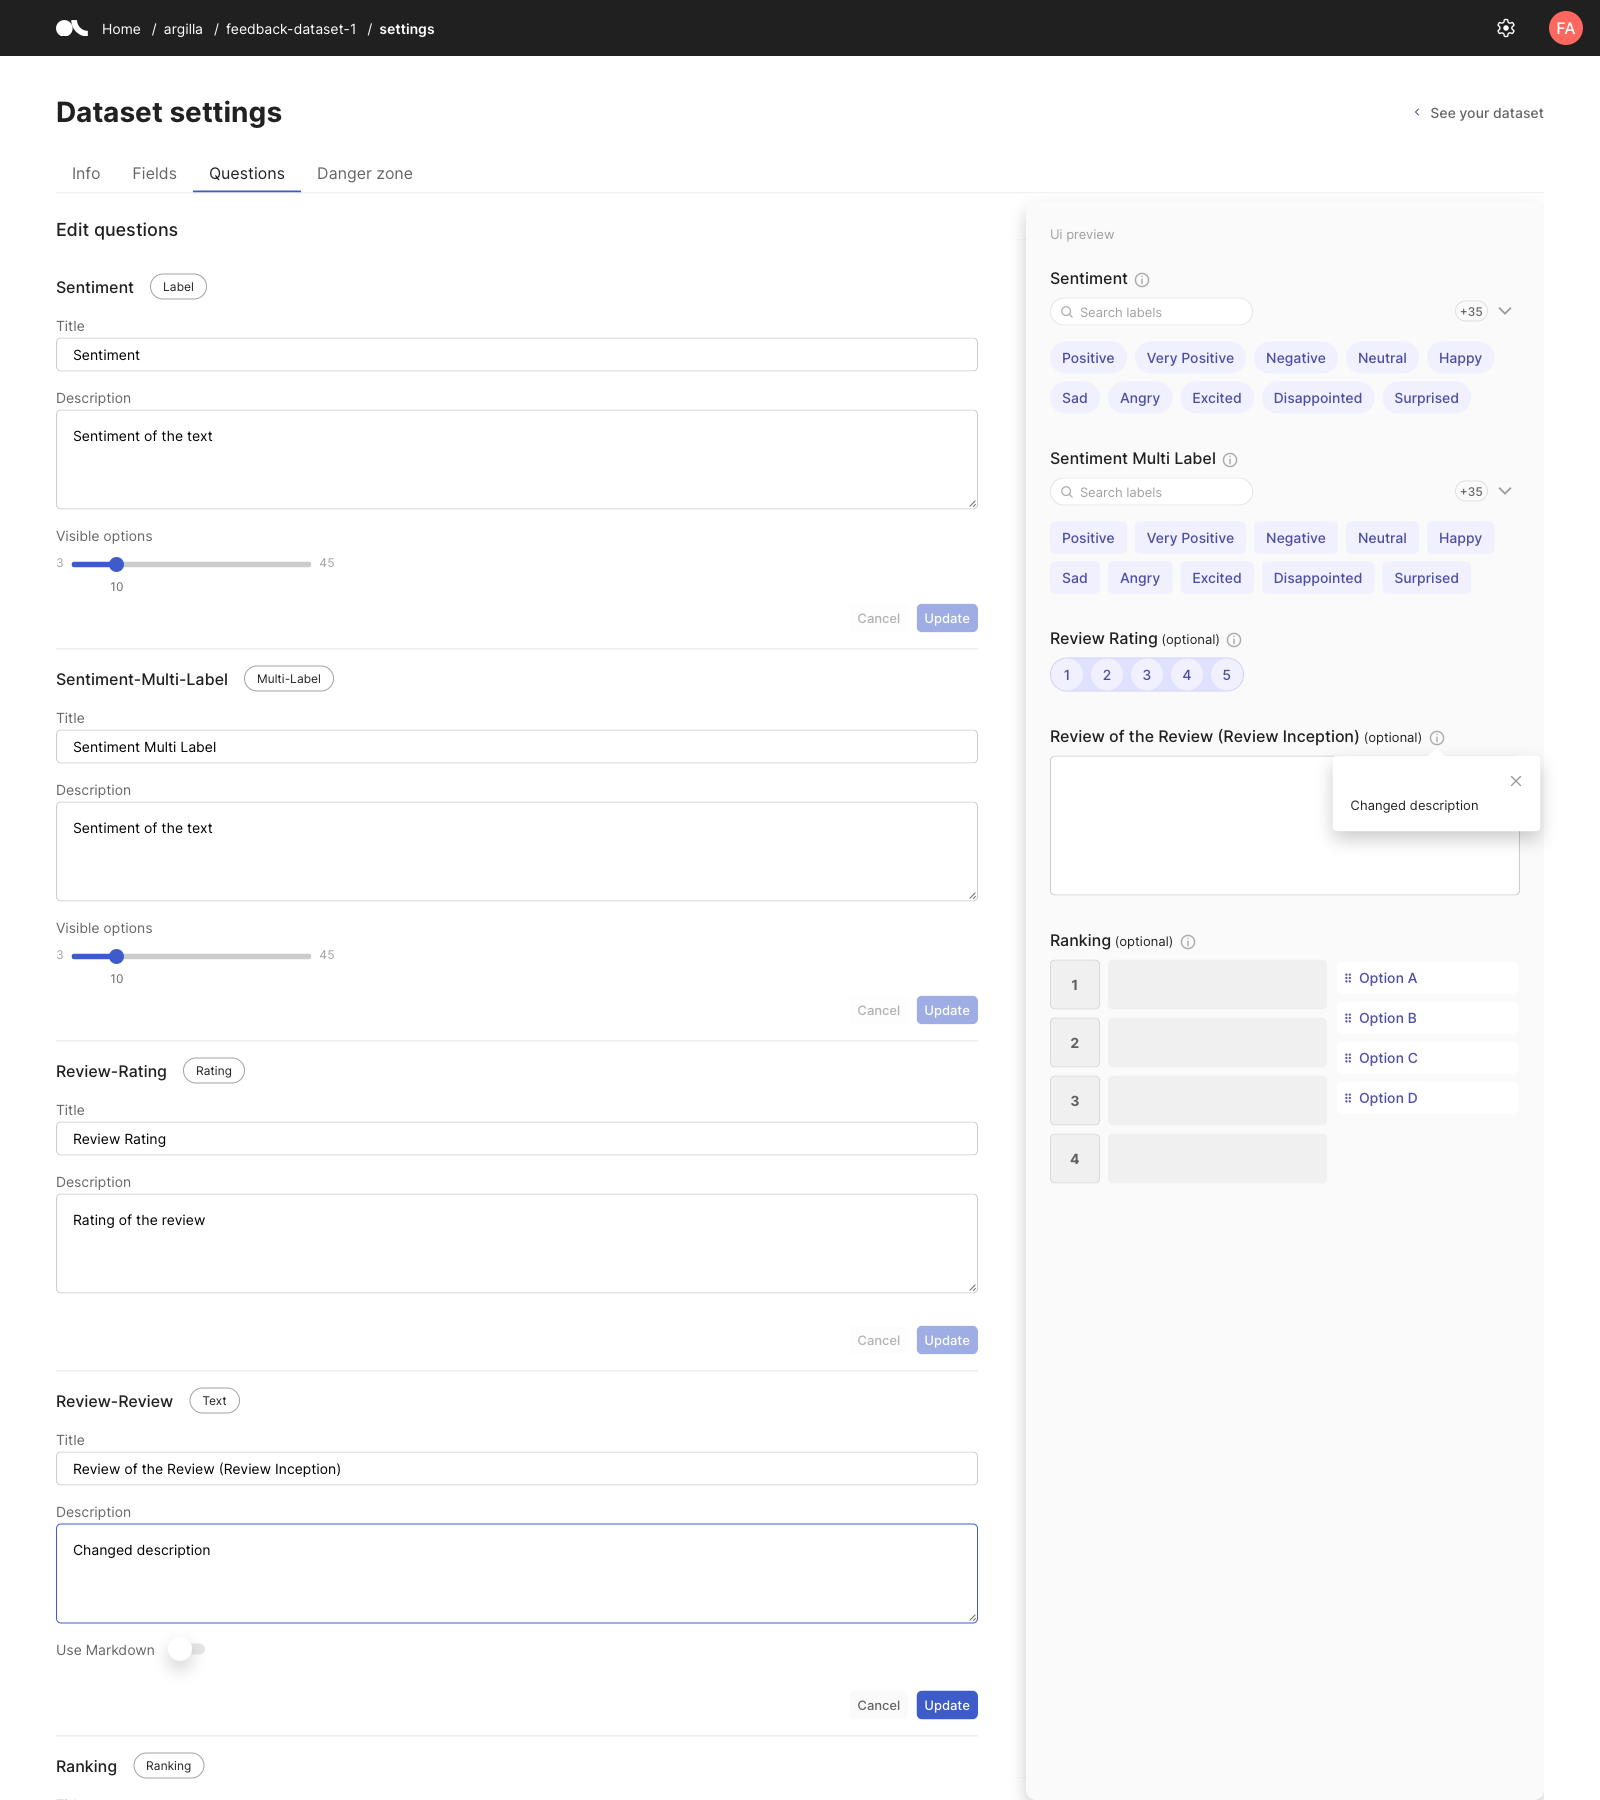 Home / argilla / feedback-dataset-1 / settings
FA
Dataset settings
See your dataset
Info Fields Questions Danger zone
Edit questions
Sentiment Label
Title
Sentiment
Description
Sentiment of the text
Visible options
3 45
10
Cancel Update
Sentiment-Multi-Label Multi-Label
Title
Sentiment Multi Label
Description
Sentiment of the text
Visible options
3 45
10
Cancel Update
Review-Rating Rating
Title
Review Rating
Description
Rating of the review
Cancel Update
Review-Review Text
Title
Review of the Review (Review Inception)
Description
Changed description
Use Markdown
Cancel Update
Ranking Ranking
Ui preview
Sentiment
Search labels +35
Positive Very Positive Negative Neutral Happy
Sad Angry Excited Disappointed Surprised
Sentiment Multi Label
Search labels +35
Positive Very Positive Negative Neutral Happy
Sad Angry Excited Disappointed Surprised
Review Rating (optional)
1 2 3 4 5
Review of the Review (Review Inception) (optional)
Changed description
Ranking (optional)
1
2
3
4
Option A
Option B
Option C
Option D